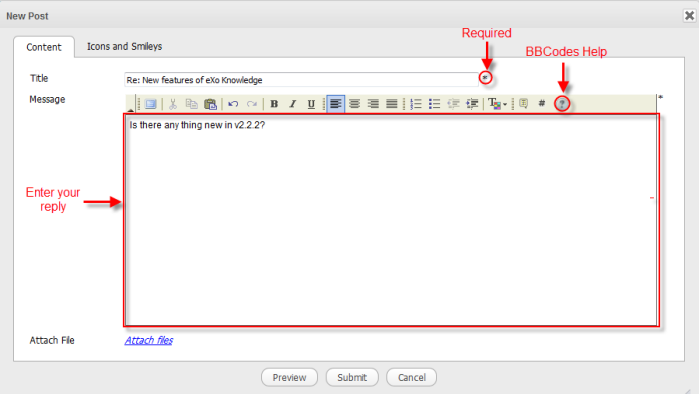 New Post
Content Icons and Smileys
Required
BBCodes Help
Title Re: New features of eXo Knowledge *
Message B I U # ? *
Is there any thing new in v2.2.2?
Enter your
reply
Attach File Attach files
Preview Submit Cancel